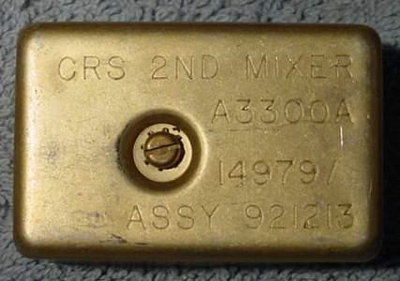 CRS 2ND MIXER
A3300A
14979/
ASSY 921213